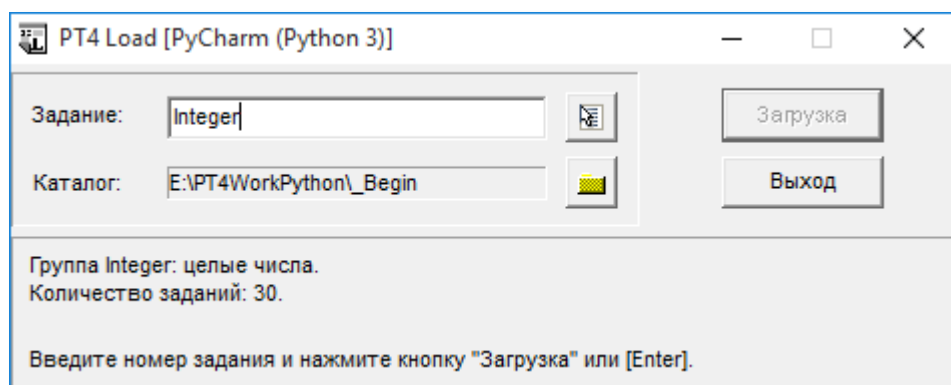 PT4 Load [PyCharm (Python 3)]
Задание: Integer Загрузка
Каталог: E:\PT4WorkPython\_Begin Выход
Группа Integer: целые числа.
Количество заданий: 30.
Введите номер задания и нажмите кнопку "Загрузка" или [Enter].